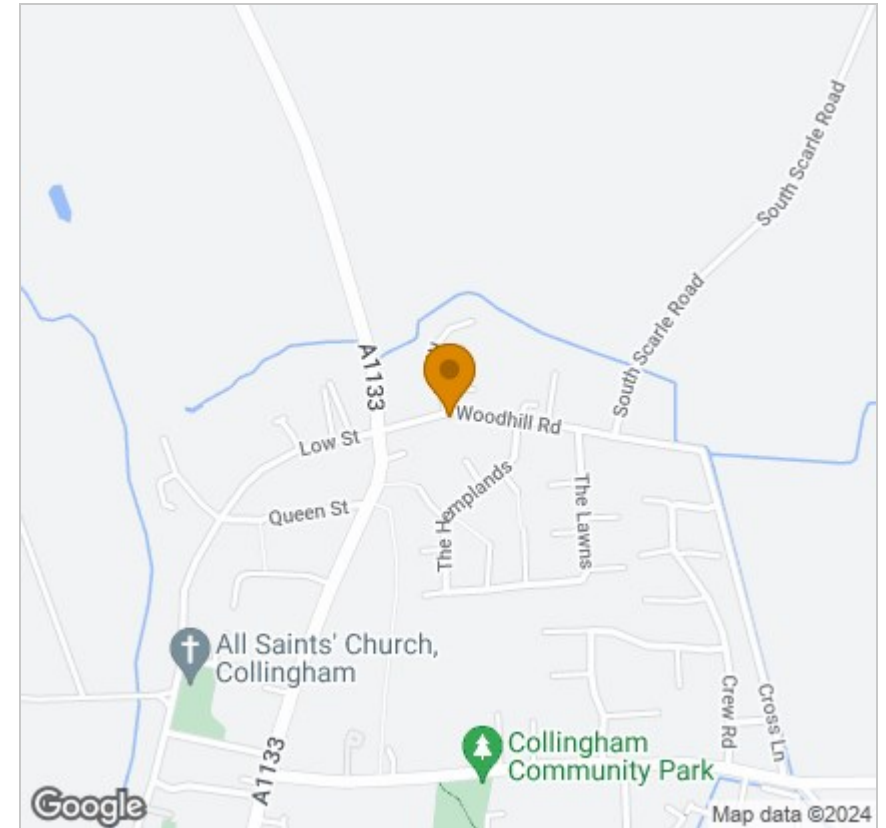 South Scarle Road
South Scarle Road
A1133
Woodhill Rd
Low St
The Hemplands
The Lawns
Queen St
All Saints' Church,
Collingham
Crew Rd
Cross Ln
A1133
Collingham
Community Park
Google
Map data ©2024